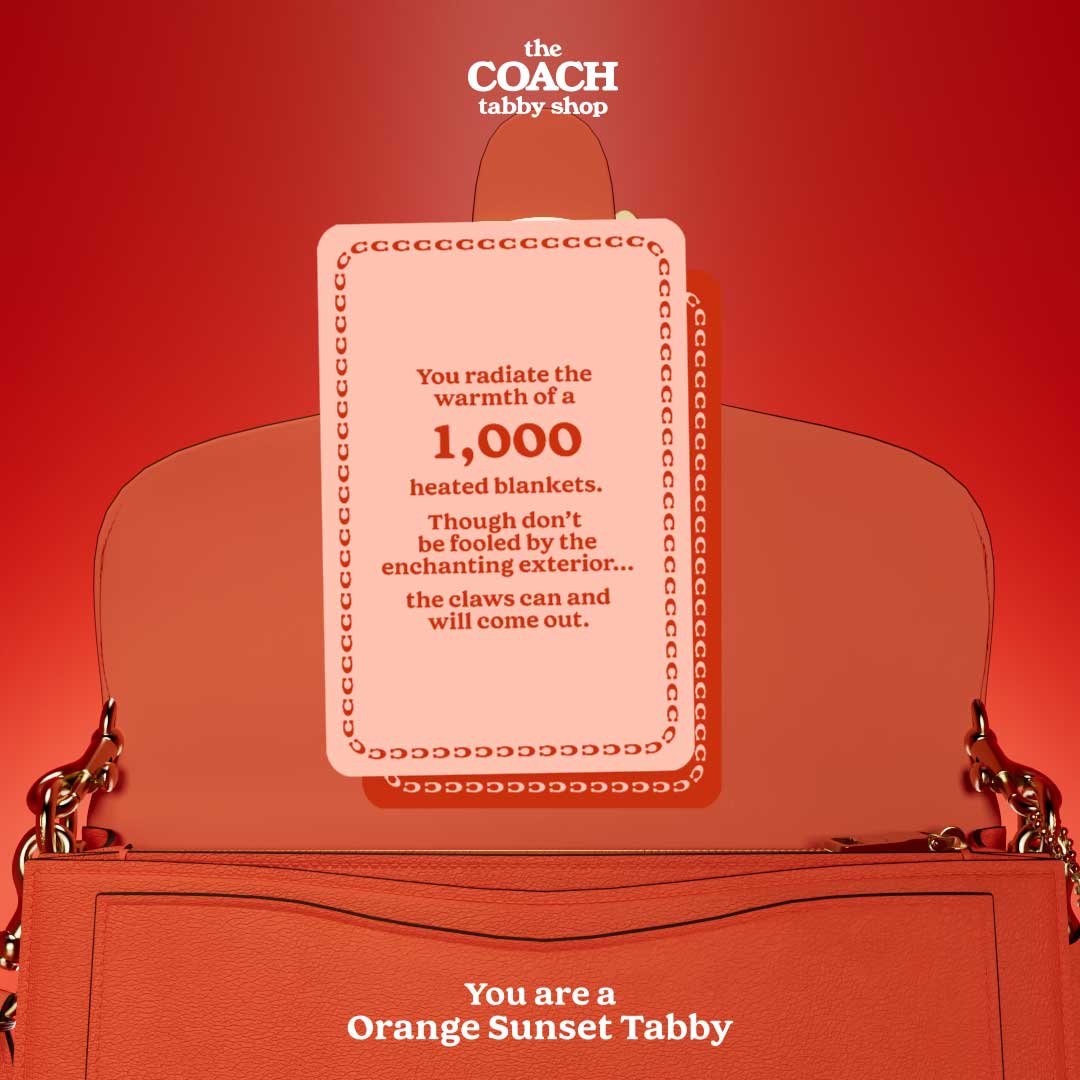 the
COACH
tabby shop
You radiate the
warmth of a
1,000
heated blankets.
Though don't
be fooled by the
enchanting exterior...
the claws can and
will come out.
You are a
Orange Sunset Tabby